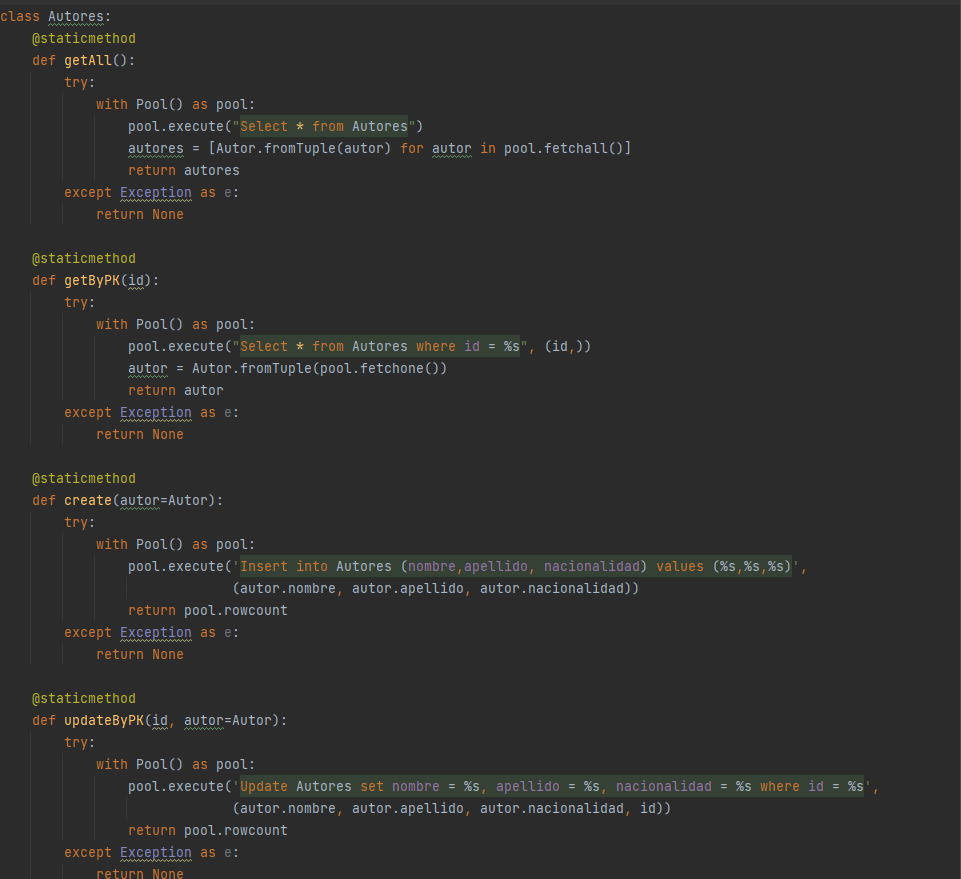 class Autores:
    @staticmethod
    def getAll():
        try:
            with Pool() as pool:
                pool.execute("Select * from Autores")
                autores = [Autor.fromTuple(autor) for autor in pool.fetchall()]
                return autores
        except Exception as e:
            return None

    @staticmethod
    def getByPK(id):
        try:
            with Pool() as pool:
                pool.execute("Select * from Autores where id = %s", (id,))
                autor = Autor.fromTuple(pool.fetchone())
                return autor
        except Exception as e:
            return None

    @staticmethod
    def create(autor=Autor):
        try:
            with Pool() as pool:
                pool.execute('Insert into Autores (nombre,apellido, nacionalidad) values (%s,%s,%s)',
                             (autor.nombre, autor.apellido, autor.nacionalidad))
                return pool.rowcount
        except Exception as e:
            return None

    @staticmethod
    def updateByPK(id, autor=Autor):
        try:
            with Pool() as pool:
                pool.execute('Update Autores set nombre = %s, apellido = %s, nacionalidad = %s where id = %s',
                             (autor.nombre, autor.apellido, autor.nacionalidad, id))
                return pool.rowcount
        except Exception as e:
            return None